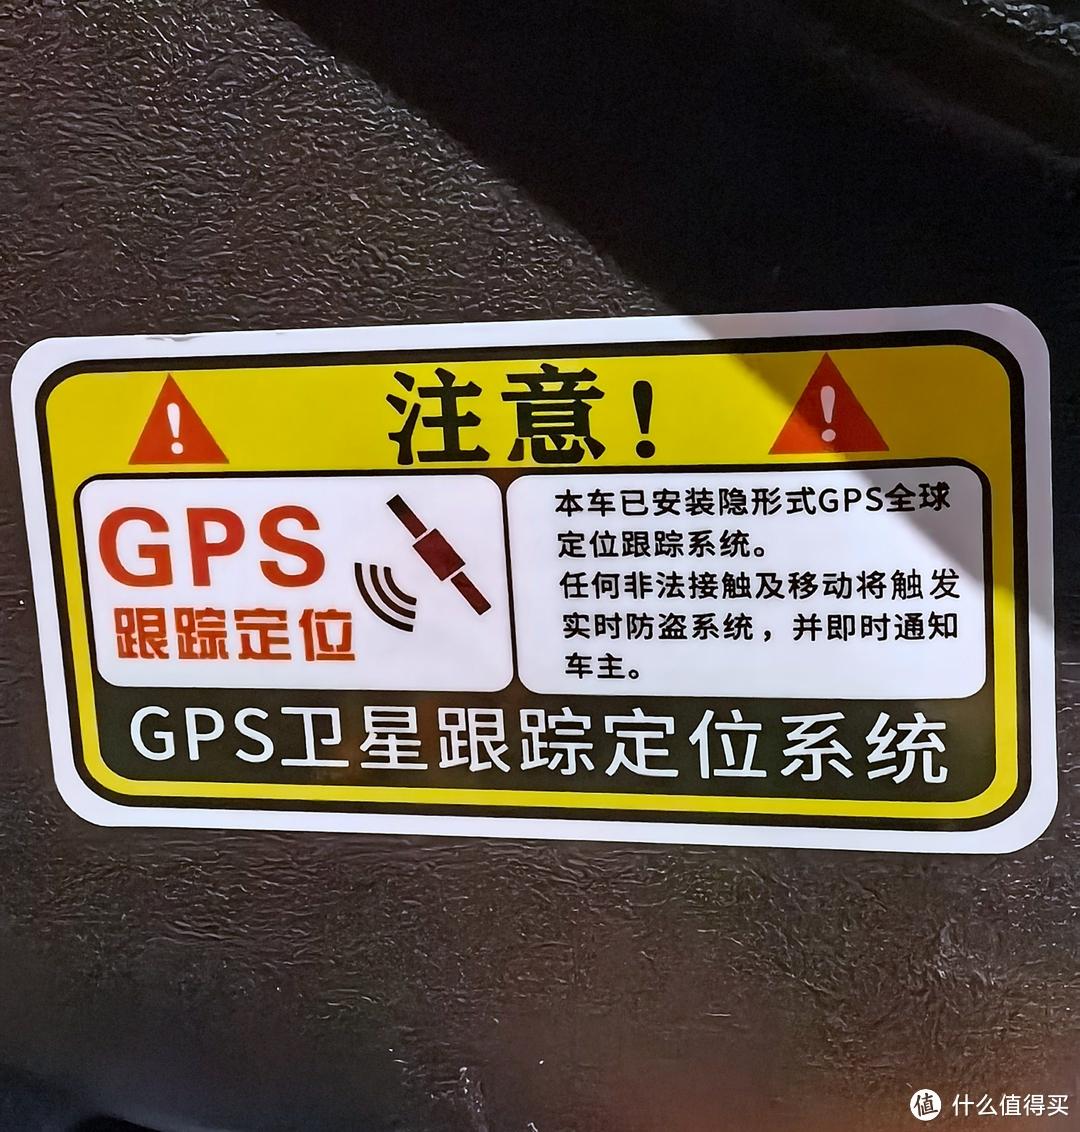 注意!
GPS
跟踪定位
本车已安装隐形式GPS全球
定位跟踪系统。
任何非法接触及移动将触发
实时防盗系统，并即时通知
车主。
GPS卫星跟踪定位系统
值 什么值得买